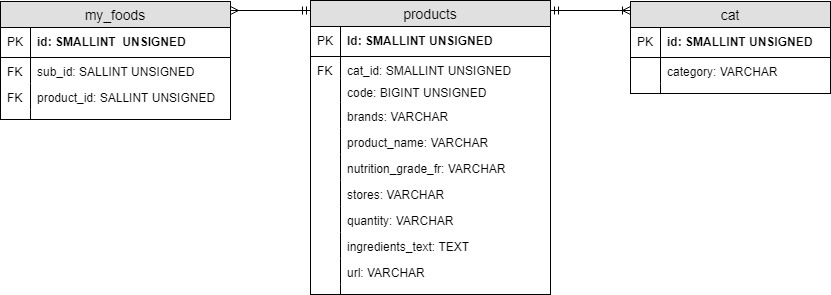 my_foods
PK id: SMALLINT UNSIGNED
FK sub_id: SALLINT UNSIGNED
FK product_id: SALLINT UNSIGNED
products
PK Id: SMALLINT UNSIGNED
FK cat_id: SMALLINT UNSIGNED
code: BIGINT UNSIGNED
brands: VARCHAR
product_name: VARCHAR
nutrition_grade_fr: VARCHAR
stores: VARCHAR
quantity: VARCHAR
ingredients_text: TEXT
url: VARCHAR
cat
PK id: SMALLINT UNSIGNED
category: VARCHAR